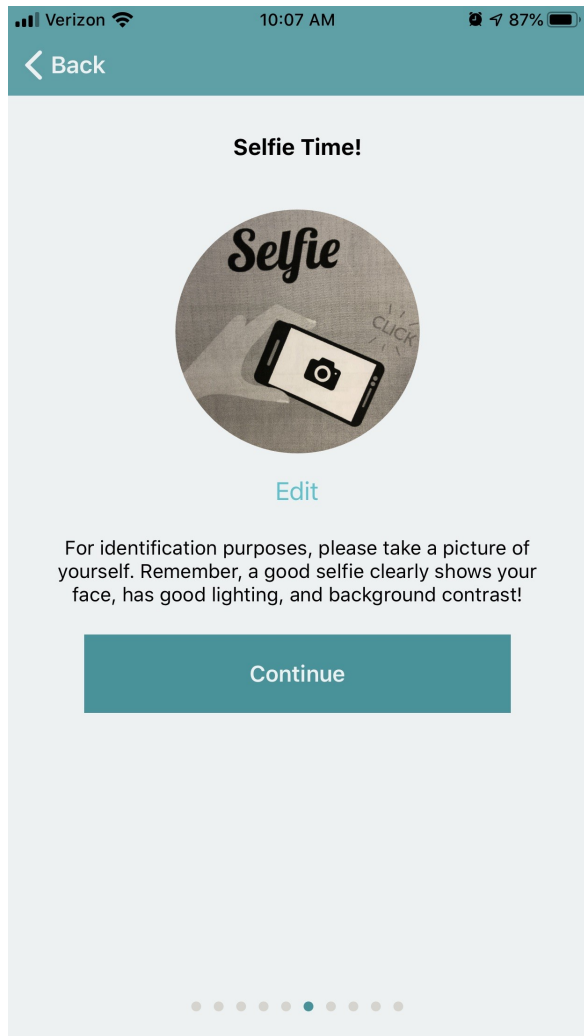 Verizon 10:07 AM 87%
Back
Selfie Time!
Selfie
CLICK
Edit
For identification purposes, please take a picture of
yourself. Remember, a good selfie clearly shows your
face, has good lighting, and background contrast!
Continue